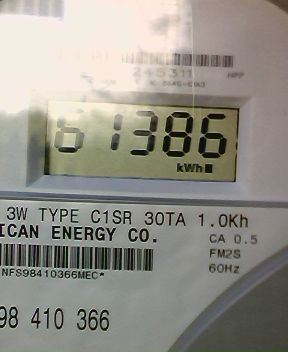 245311
61386
kWh
3W TYPE C1SR 30TA 1.0Kh
ICAN ENERGY CO.
CA 0.5
FM2S
NFS98410366MEC*
60Hz
98 410 366